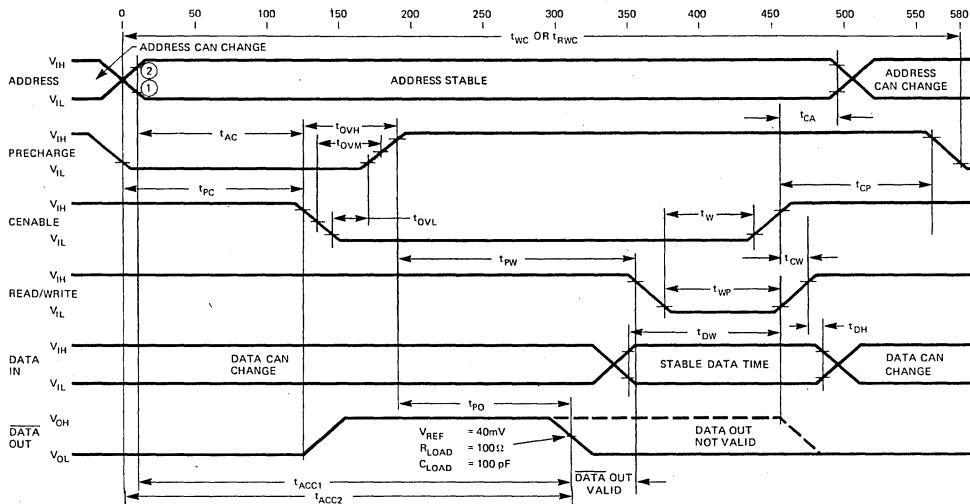 0 50 100 150 200 250 300 350 400 450 500 580
tWC OR tRWC
ADDRESS CAN CHANGE
VIH
ADDRESS
VIL
②
①
ADDRESS STABLE
ADDRESS
CAN CHANGE
tCA
tAC
tOVH
tOVM
VIH
PRECHARGE
VIL
tPC
tCP
VIH
CENABLE
VIL
tOVL
tW
tPW
tCW
VIH
READ/WRITE
VIL
tWP
tDW
tDH
VIH
DATA
IN
VIL
DATA CAN
CHANGE
STABLE DATA TIME
DATA CAN
CHANGE
tPO
VOH
DATA
OUT
VOL
VREF = 40mV
RLOAD = 100Ω
CLOAD = 100 pF
DATA OUT
NOT VALID
tACC1
DATA OUT
VALID
tACC2